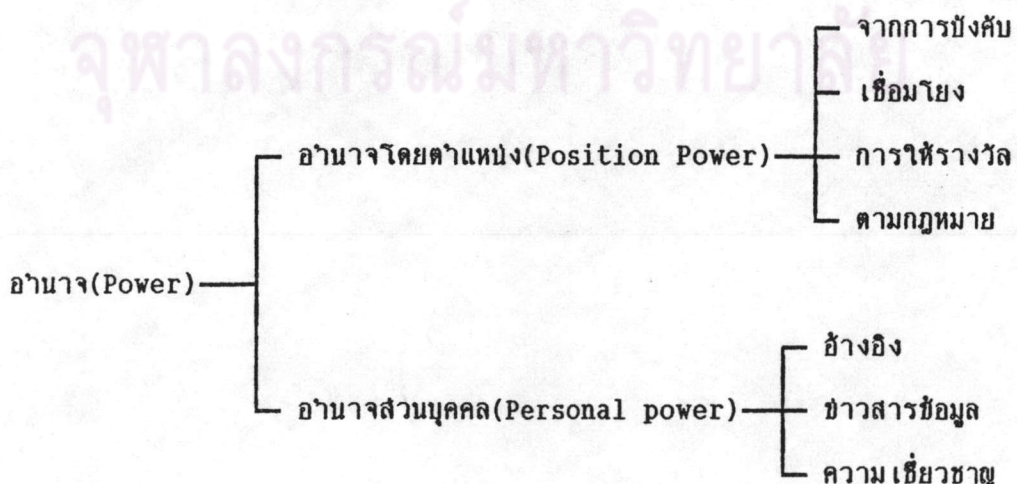 จุฬาลงกรณ์มหาวิทยาลัย
จากการบังคับ
เชื่อมโยง
อำนาจโดยตำแหน่ง(Position Power)
การให้รางวัล
ตามกฎหมาย
อำนาจ(Power)
อ้างอิง
อำนาจส่วนบุคคล(Personal power)
ข่าวสารข้อมูล
ความเชี่ยวชาญ